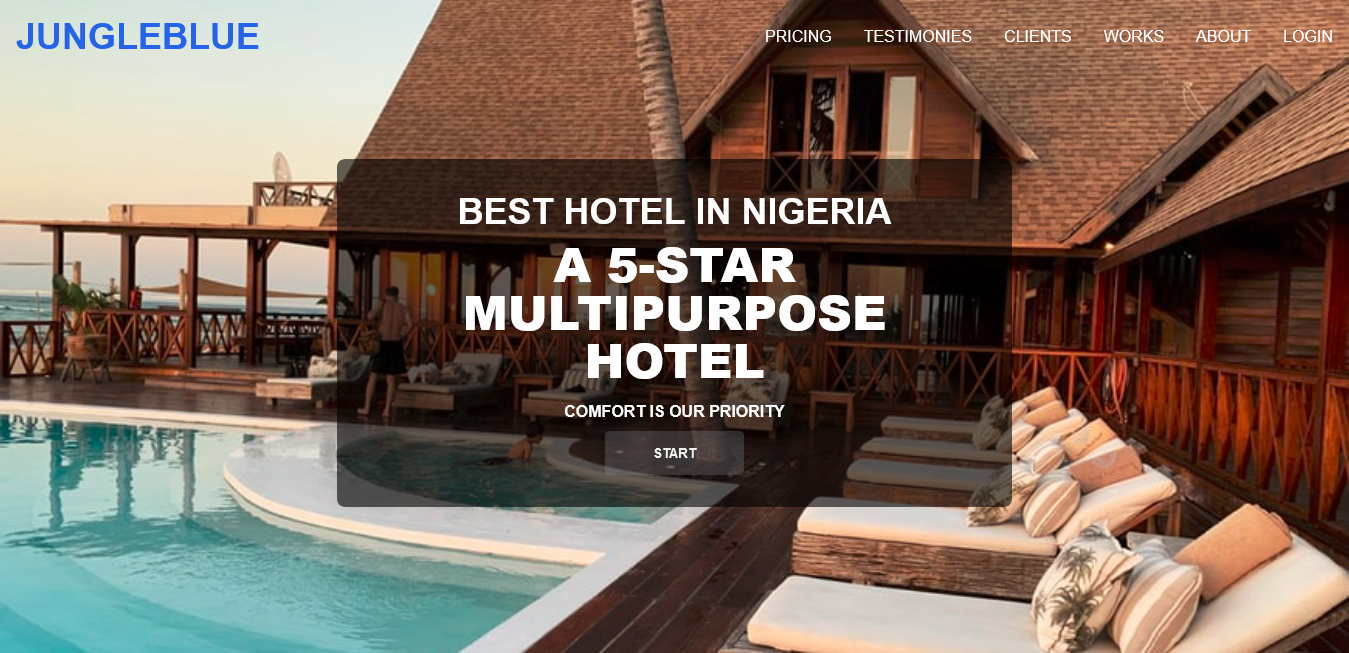 JUNGLEBLUE
PRICING TESTIMONIES CLIENTS WORKS ABOUT LOGIN
BEST HOTEL IN NIGERIA
A 5-STAR
MULTIPURPOSE
HOTEL
COMFORT IS OUR PRIORITY
START